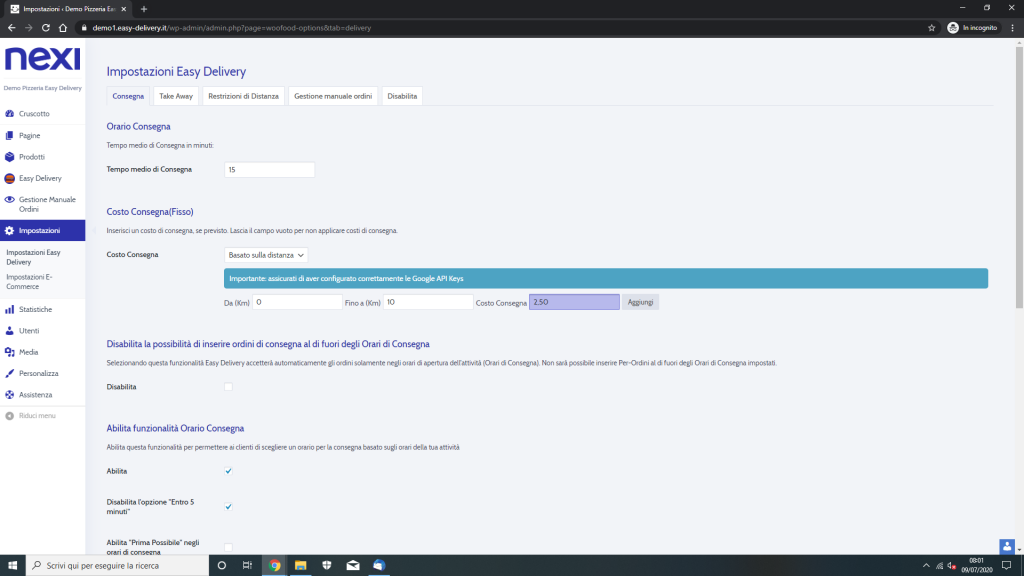 Impostazioni ‹ Demo Pizzeria Eas
demo1.easy-delivery.it/wp-admin/admin.php?page=woofood-options&tab=delivery
In incognito
nexi
Demo Pizzeria Easy Delivery
Cruscotto
Pagine
Prodotti
Easy Delivery
Gestione Manuale
Ordini
Impostazioni
Impostazioni Easy
Delivery
Impostazioni E-
Commerce
Statistiche
Utenti
Media
Personalizza
Assistenza
Riduci menu
Impostazioni Easy Delivery
Consegna
Take Away
Restrizioni di Distanza
Gestione manuale ordini
Disabilita
Orario Consegna
Tempo medio di Consegna in minuti:
Tempo medio di Consegna 15
Costo Consegna(Fisso)
Inserisci un costo di consegna, se previsto. Lascia il campo vuoto per non applicare costi di consegna.
Costo Consegna Basato sulla distanza
Importante: assicurati di aver configurato correttamente le Google API Keys
Da (Km) 0 Fino a (Km) 10 Costo Consegna 2,50 Aggiungi
Disabilita la possibilità di inserire ordini di consegna al di fuori degli Orari di Consegna
Selezionando questa funzionalità Easy Delivery accetterà automaticamente gli ordini solamente negli orari di apertura dell'attività (Orari di Consegna). Non sarà possibile inserire Per-Ordini al di fuori degli Orari di Consegna impostati.
Disabilita
Abilita funzionalità Orario Consegna
Abilita questa funzionalità per permettere ai clienti di scegliere un orario per la consegna basato sugli orari della tua attività
Abilita
Disabilita l'opzione "Entro 5
minuti"
Abilita "Prima Possibile" negli
orari di consegna
Scrivi qui per eseguire la ricerca
08:01
09/07/2020